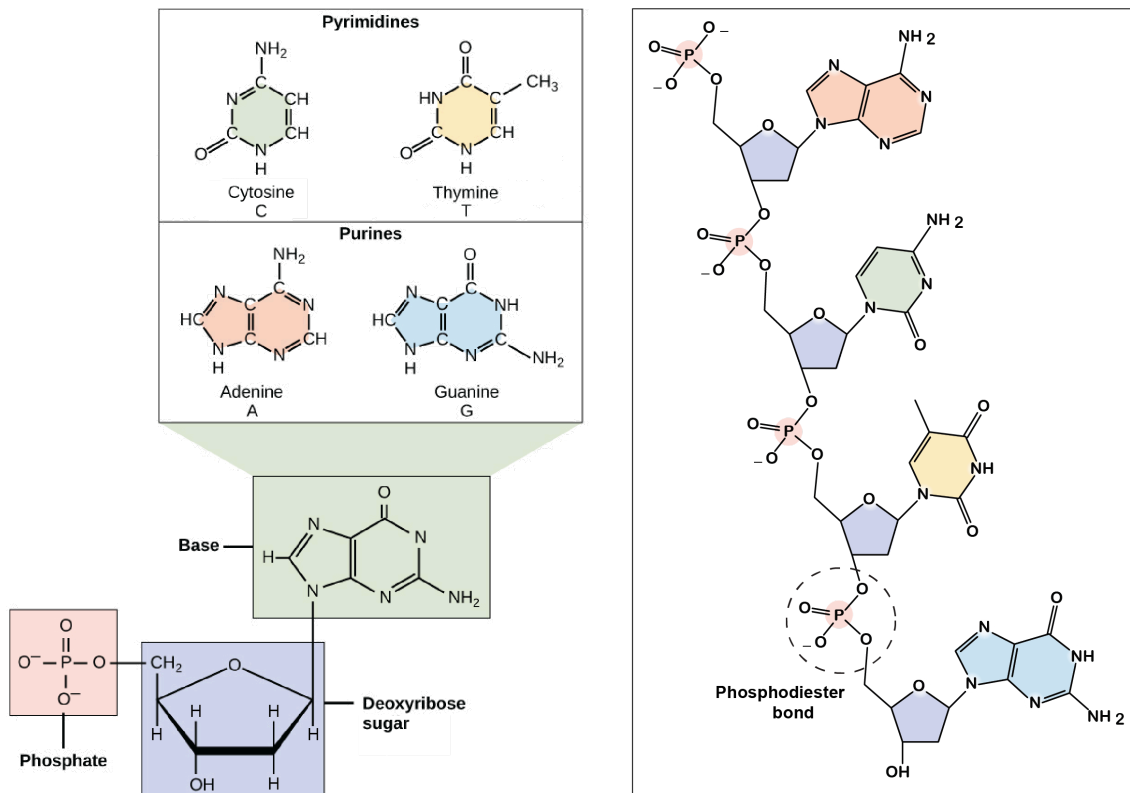 Pyrimidines
NH2
C
N
CH
C
CH
O
N
H
Cytosine
C
O
C
CH3
HN
C
C
CH
O
N
H
Thymine
T
Purines
NH2
N
C
C
N
HC
C
CH
N
N
H
Adenine
A
O
N
C
C
NH
HC
C
C
N
N
NH2
H
Guanine
G
Base
O
N
N
H
N
N
NH2
O
O−
P
O
CH2
O−
Phosphate
O
H
H
H
H
OH
H
Deoxyribose
sugar
O −
O
P
− O
O
NH 2
N
N
N
N
O
O
O
P
− O
O
NH 2
N
N
O
O
O
O
P
− O
O
O
NH
N
O
O
O
O
P
− O
O
Phosphodiester
bond
O
N
NH
N
N
NH 2
O
OH